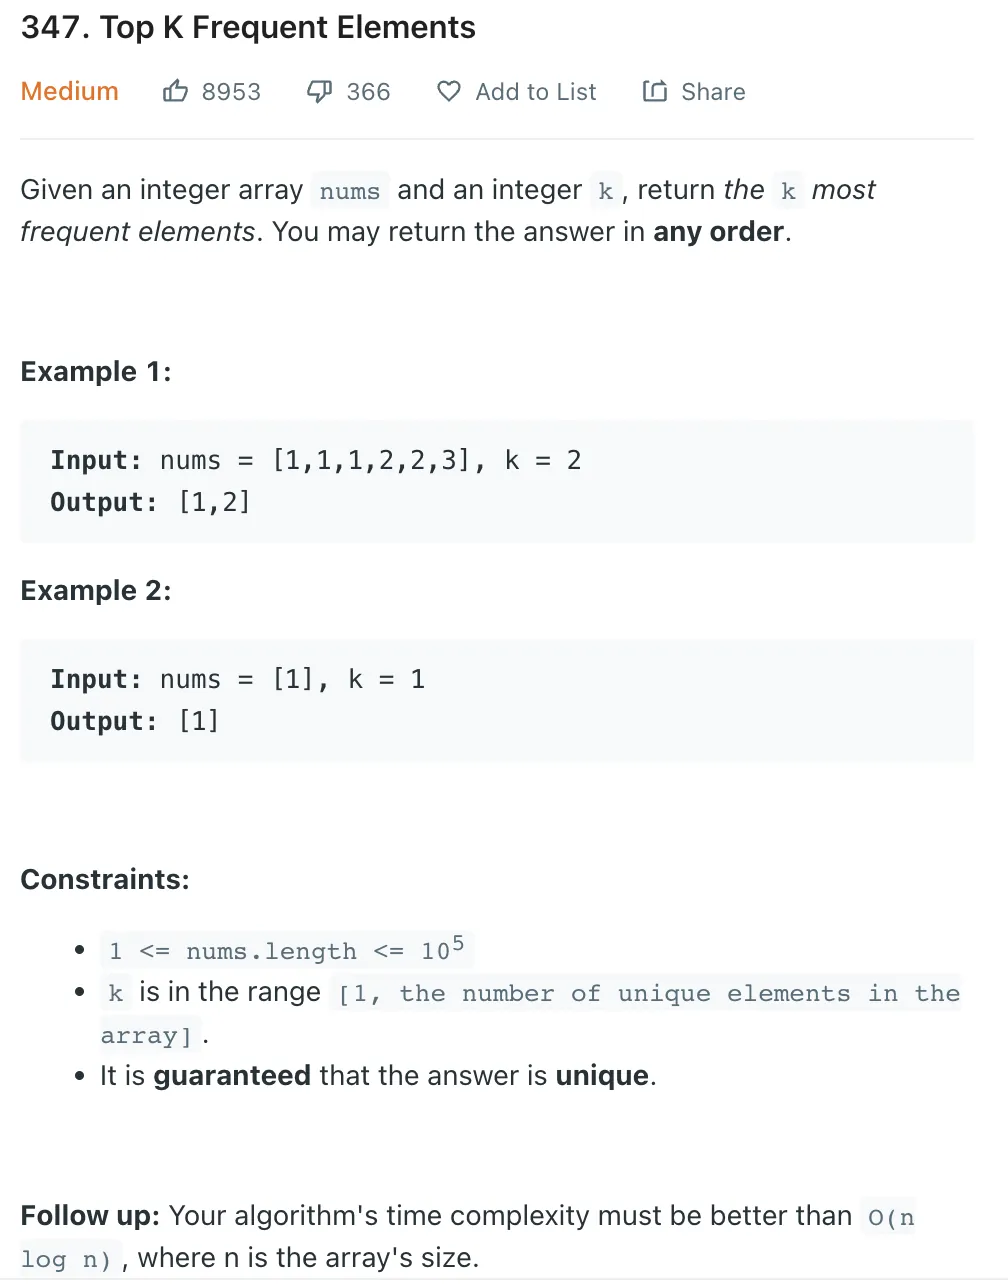 347. Top K Frequent Elements
Medium 8953 366 Add to List Share
Given an integer array nums and an integer k, return the k most
frequent elements. You may return the answer in any order.
Example 1:
Input: nums = [1,1,1,2,2,3], k = 2
Output: [1,2]
Example 2:
Input: nums = [1], k = 1
Output: [1]
Constraints:
• 1 <= nums.length <= 10⁵
• k is in the range [1, the number of unique elements in the
array].
• It is guaranteed that the answer is unique.
Follow up: Your algorithm's time complexity must be better than O(n
log n), where n is the array's size.